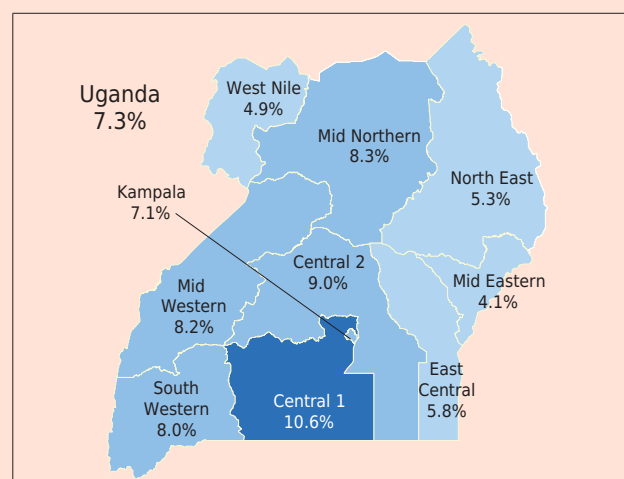 Uganda
7.3%
West Nile
4.9%
Mid Northern
8.3%
North East
5.3%
Kampala
7.1%
Central 2
9.0%
Mid Eastern
4.1%
Mid
Western
8.2%
East
Central
5.8%
South
Western
8.0%
Central 1
10.6%